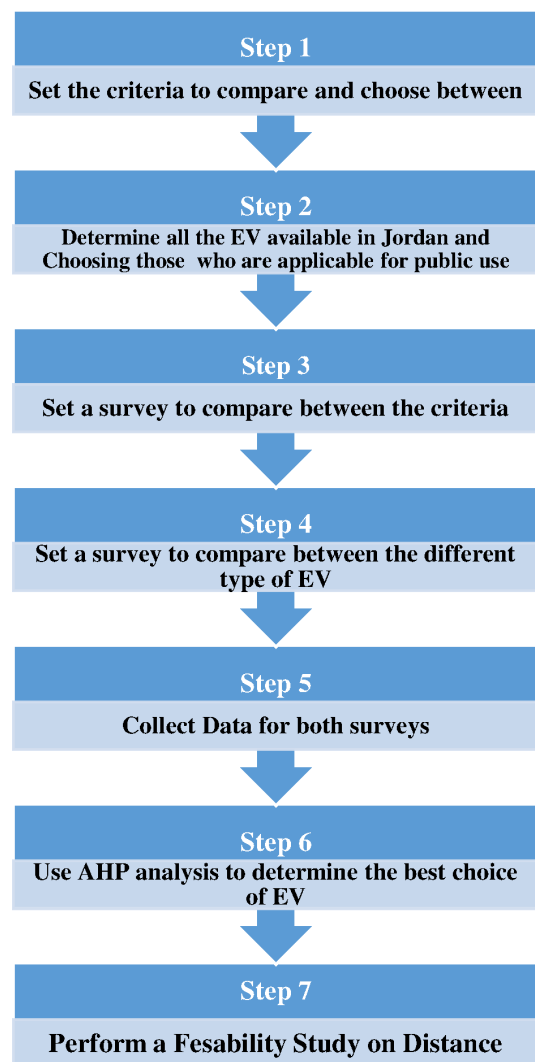 Step 1
Set the criteria to compare and choose between
Step 2
Determine all the EV available in Jordan and
Choosing those who are applicable for public use
Step 3
Set a survey to compare between the criteria
Step 4
Set a survey to compare between the different
type of EV
Step 5
Collect Data for both surveys
Step 6
Use AHP analysis to determine the best choice
of EV
Step 7
Perform a Fesability Study on Distance